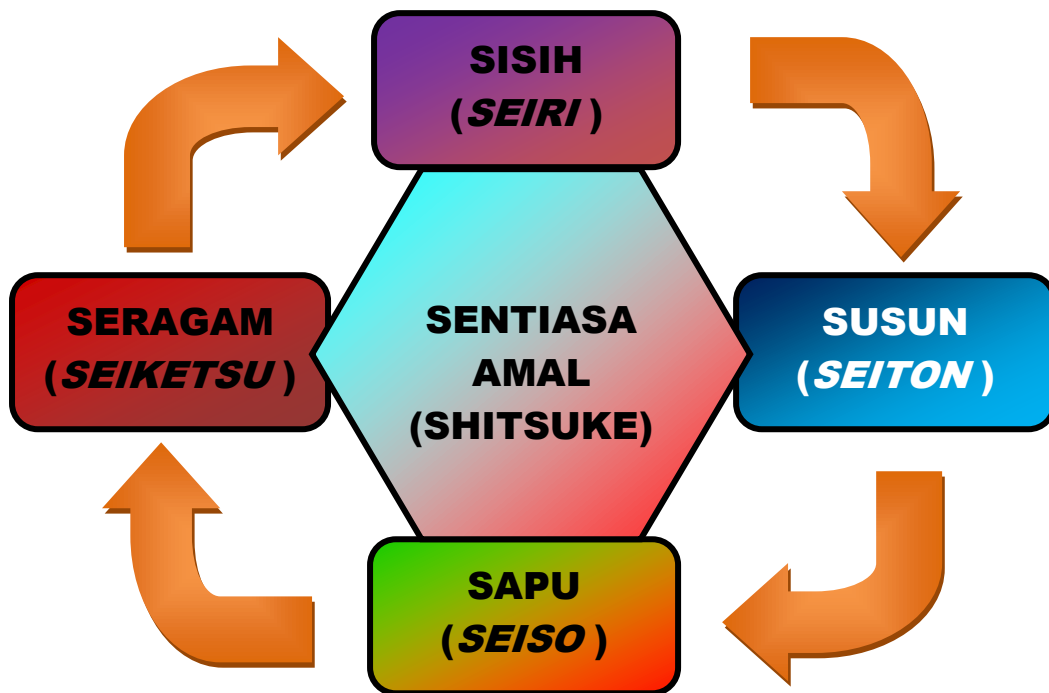 SISIH
(SEIRI )
SERAGAM
(SEIKETSU )
SENTIASA
AMAL
(SHITSUKE)
SUSUN
(SEITON )
SAPU
(SEISO )